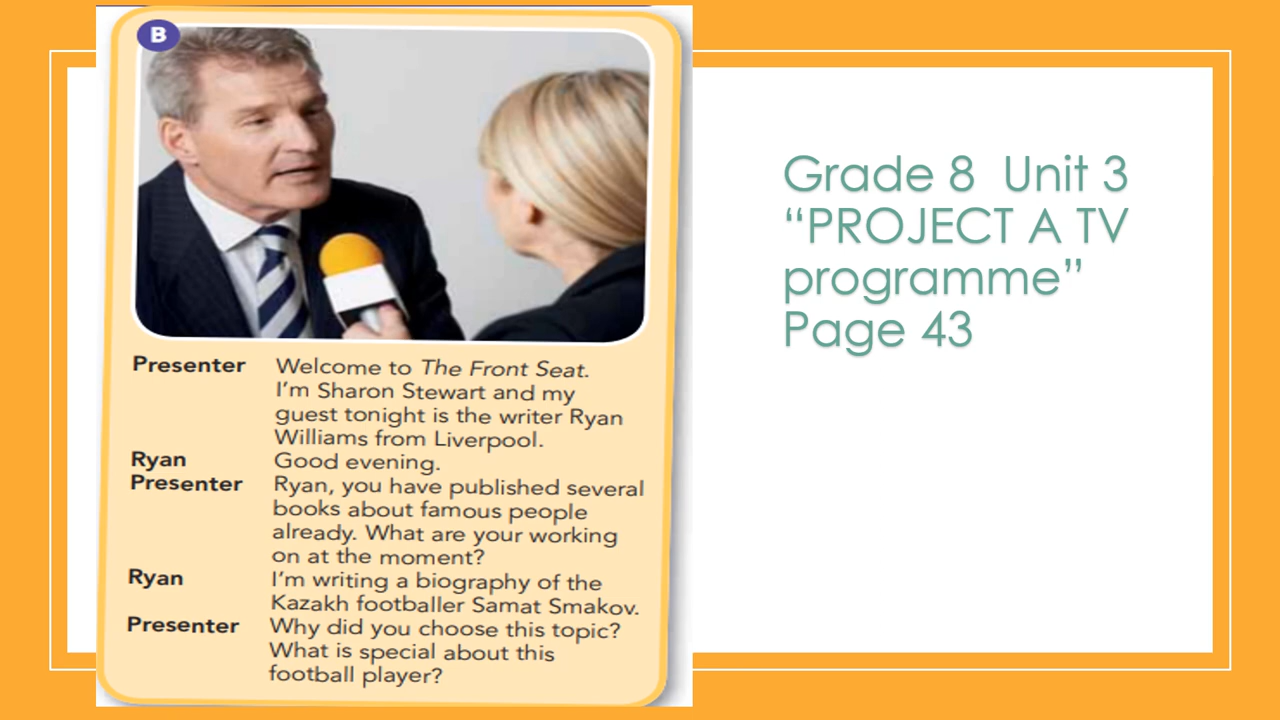 B
Presenter Welcome to The Front Seat.
I'm Sharon Stewart and my
guest tonight is the writer Ryan
Williams from Liverpool.
Ryan Good evening.
Presenter Ryan, you have published several
books about famous people
already. What are your working
on at the moment?
Ryan I'm writing a biography of the
Kazakh footballer Samat Smakov.
Presenter Why did you choose this topic?
What is special about this
football player?
Grade 8 Unit 3
“PROJECT A TV
programme”
Page 43